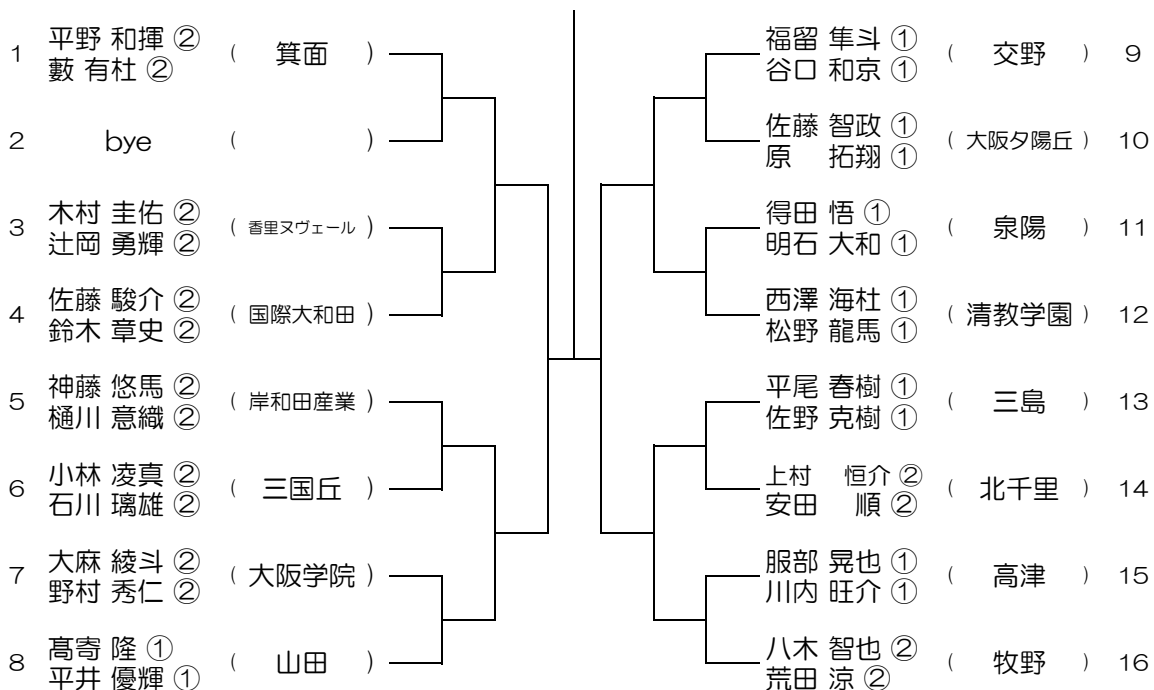 1 平野 和揮 ② ( 箕面 )
藪 有杜 ②
2 bye ( )
3 木村 圭佑 ② ( 香里ヌヴェール )
辻岡 勇輝 ②
4 佐藤 駿介 ② ( 国際大和田 )
鈴木 章史 ②
5 神藤 悠馬 ② ( 岸和田産業 )
樋川 意織 ②
6 小林 凌真 ② ( 三国丘 )
石川 璃雄 ②
7 大麻 綾斗 ② ( 大阪学院 )
野村 秀仁 ②
8 髙寄 隆 ① ( 山田 )
平井 優輝 ①
福留 隼斗 ① ( 交野 ) 9
谷口 和京 ①
佐藤 智政 ① ( 大阪夕陽丘 ) 10
原 拓翔 ①
得田 悟 ① ( 泉陽 ) 11
明石 大和 ①
西澤 海杜 ① ( 清教学園 ) 12
松野 龍馬 ①
平尾 春樹 ① ( 三島 ) 13
佐野 克樹 ①
上村 恒介 ② ( 北千里 ) 14
安田 順 ②
服部 晃也 ① ( 高津 ) 15
川内 旺介 ①
八木 智也 ② ( 牧野 ) 16
荒田 涼 ②